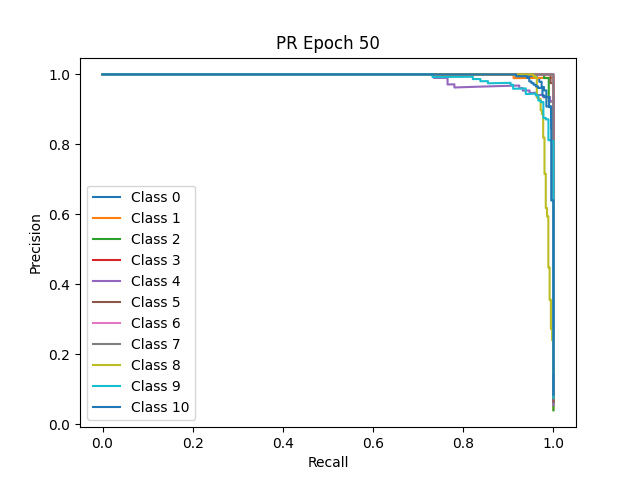 PR Epoch 50
Precision
1.0
0.8
0.6
0.4
0.2
0.0
Class 0
Class 1
Class 2
Class 3
Class 4
Class 5
Class 6
Class 7
Class 8
Class 9
Class 10
0.0 0.2 0.4 0.6 0.8 1.0
Recall